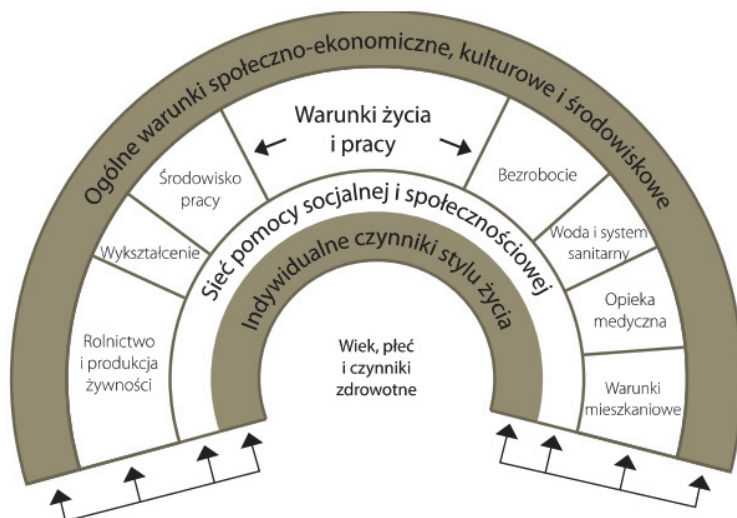 Ogólne warunki społeczno-ekonomiczne, kulturowe i środowiskowe
Warunki życia
i pracy
Środowisko
pracy
Bezrobocie
Wykształcenie
Woda i system
sanitarny
Rolnictwo
i produkcja
żywności
Opieka
medyczna
Warunki
mieszkaniowe
Sieć pomocy socjalnej i społecznościowej
Indywidualne czynniki stylu życia
Wiek, płeć
i czynniki
zdrowotne